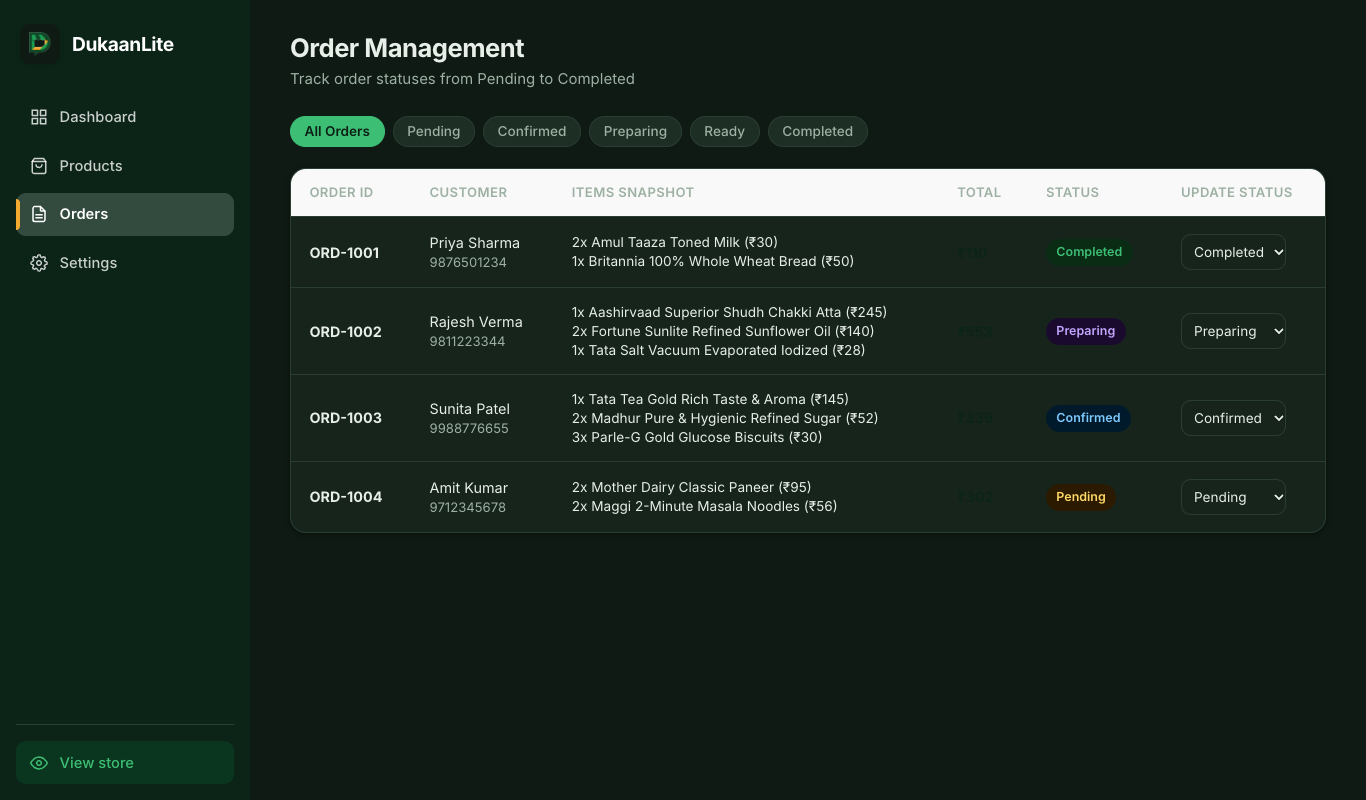 DukaanLite
Dashboard
Products
Orders
Settings
View store
Order Management
Track order statuses from Pending to Completed
All Orders Pending Confirmed Preparing Ready Completed
ORDER ID CUSTOMER ITEMS SNAPSHOT TOTAL STATUS UPDATE STATUS
ORD-1001
Priya Sharma
9876501234
2x Amul Taaza Toned Milk (₹30)
1x Britannia 100% Whole Wheat Bread (₹50)
Completed
Completed
ORD-1002
Rajesh Verma
9811223344
1x Aashirvaad Superior Shudh Chakki Atta (₹245)
2x Fortune Sunlite Refined Sunflower Oil (₹140)
1x Tata Salt Vacuum Evaporated Iodized (₹28)
Preparing
Preparing
ORD-1003
Sunita Patel
9988776655
1x Tata Tea Gold Rich Taste & Aroma (₹145)
2x Madhur Pure & Hygienic Refined Sugar (₹52)
3x Parle-G Gold Glucose Biscuits (₹30)
Confirmed
Confirmed
ORD-1004
Amit Kumar
9712345678
2x Mother Dairy Classic Paneer (₹95)
2x Maggi 2-Minute Masala Noodles (₹56)
₹302
Pending
Pending